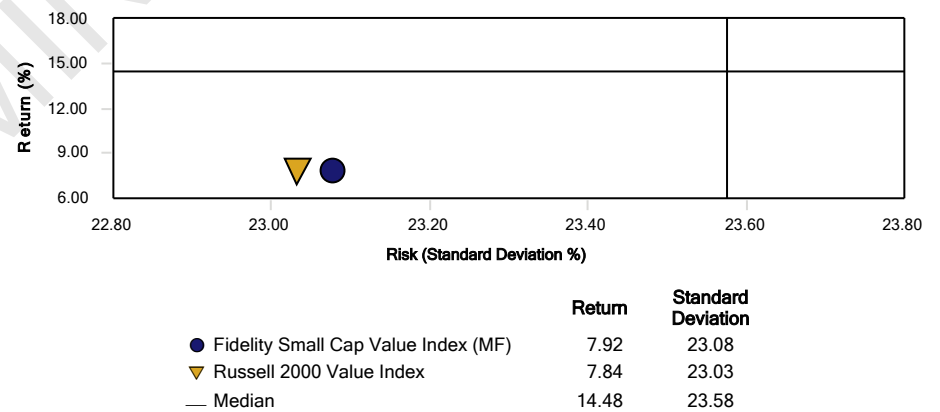 18.00
15.00
12.00
9.00
6.00
Return (%)
22.80 23.00 23.20 23.40 23.60 23.80
Risk (Standard Deviation %)
Return Standard Deviation
Fidelity Small Cap Value Index (MF) 7.92 23.08
Russell 2000 Value Index 7.84 23.03
Median 14.48 23.58